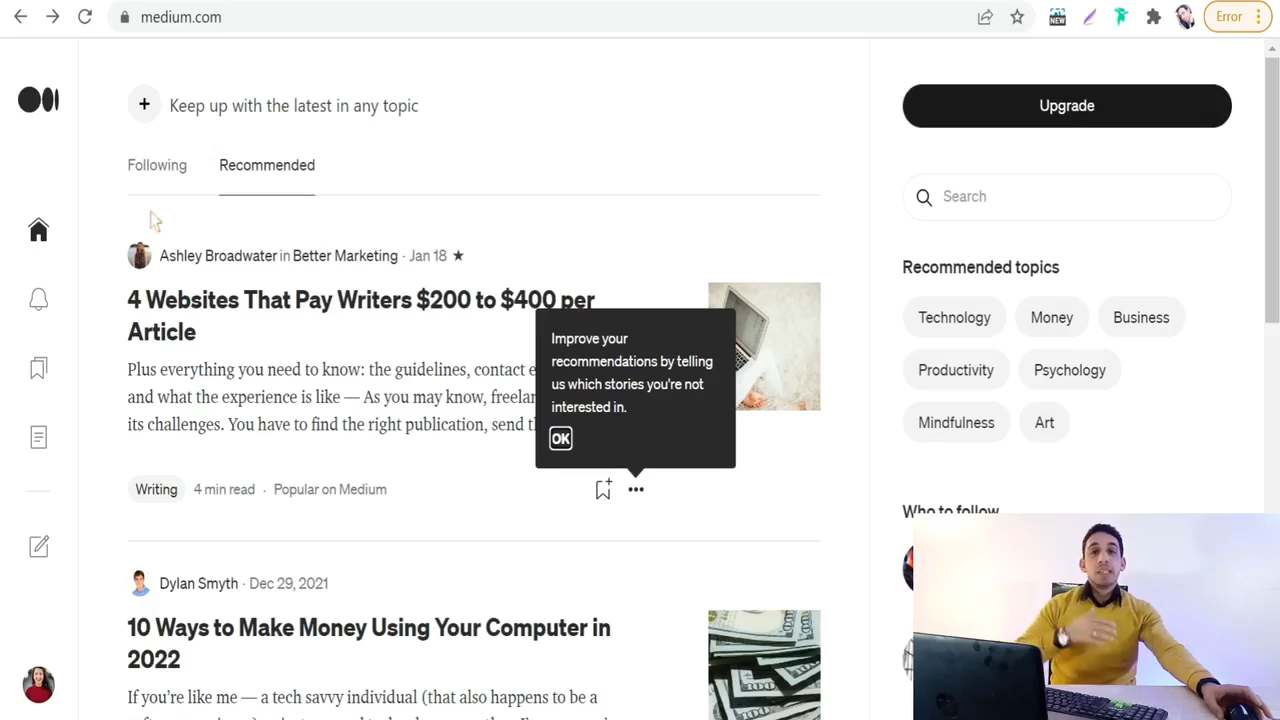 medium.com
NEW
Error
Keep up with the latest in any topic
Following
Recommended
Ashley Broadwater in Better Marketing · Jan 18 ★
4 Websites That Pay Writers $200 to $400 per
Article
Plus everything you need to know: the guidelines, contact
and what the experience is like — As you may know,
its challenges. You have to find the right publication, send
Writing
4 min read · Popular on Medium
Improve your
recommendations by telling
us which stories you're not
interested in.
OK
Dylan Smyth · Dec 29, 2021
10 Ways to Make Money Using Your Computer in
2022
If you're like me — a tech savvy individual (that also happens to be a
Upgrade
Search
Recommended topics
Technology
Money
Business
Productivity
Psychology
Mindfulness
Art
Who to follow